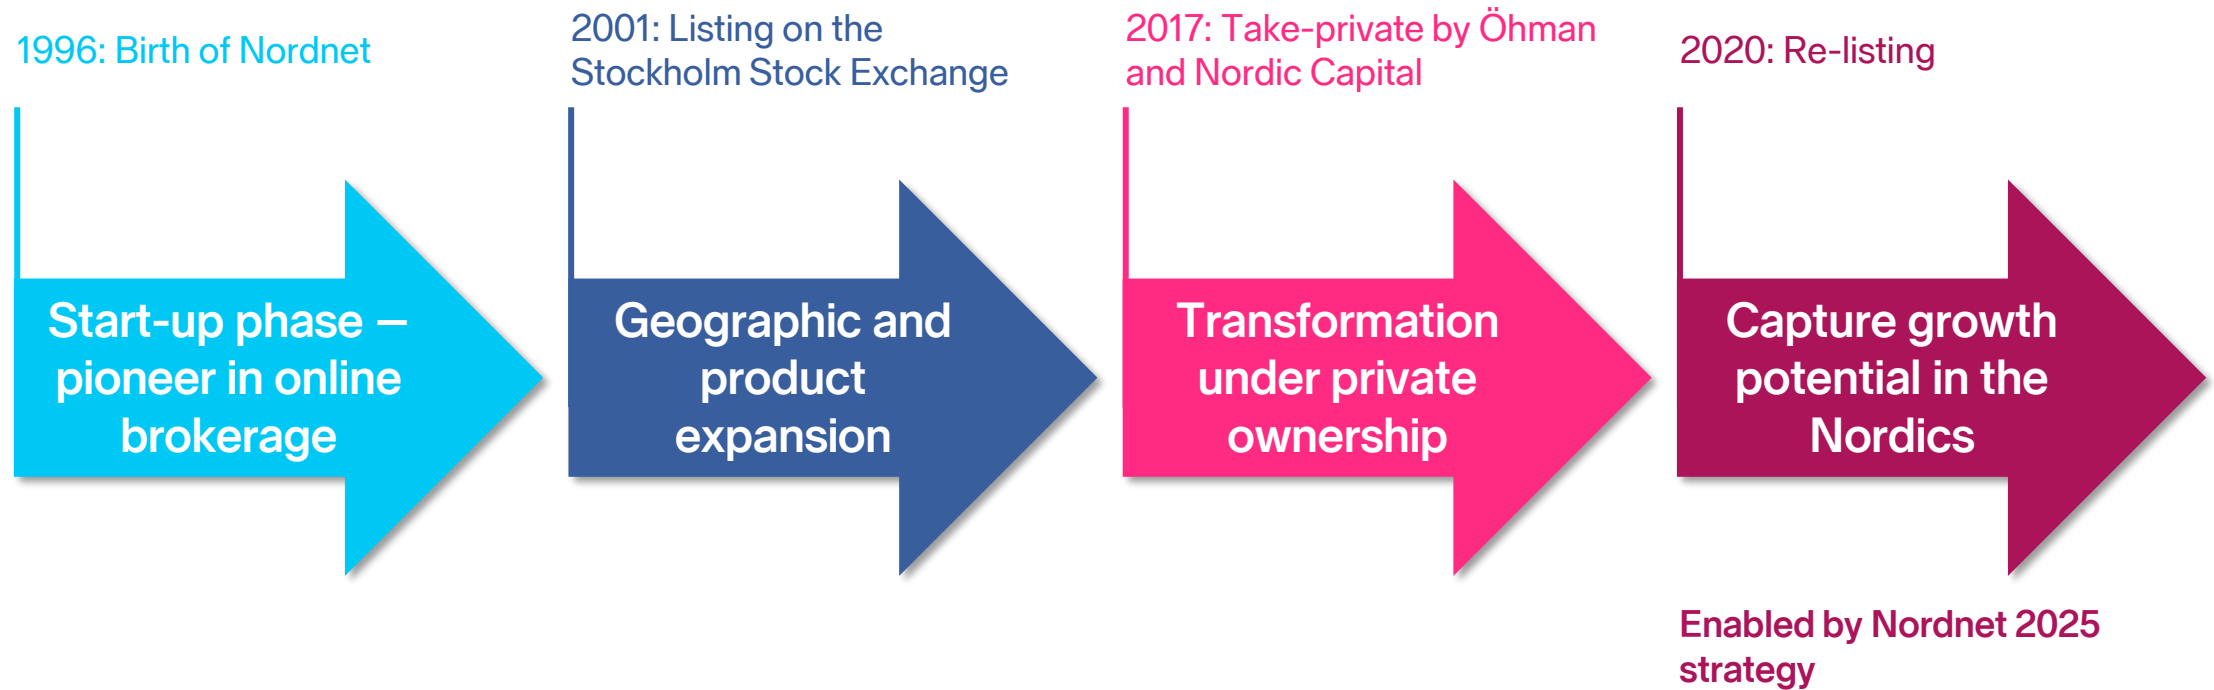 1996: Birth of Nordnet
Start-up phase –
pioneer in online
brokerage
2001: Listing on the
Stockholm Stock Exchange
Geographic and
product
expansion
2017: Take-private by Öhman
and Nordic Capital
Transformation
under private
ownership
2020: Re-listing
Capture growth
potential in the
Nordics
Enabled by Nordnet 2025
strategy